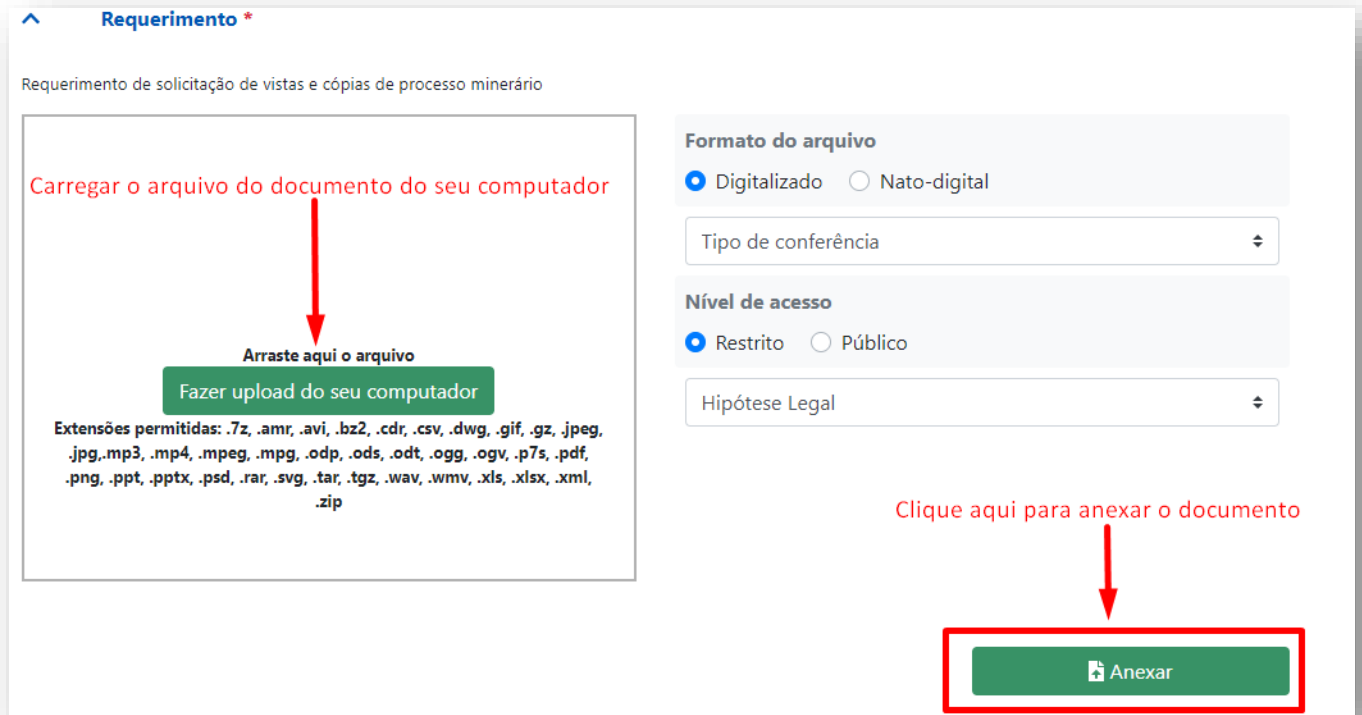 Requerimento *
Requerimento de solicitação de vistas e cópias de processo minerário
Carregar o arquivo do documento do seu computador
Arraste aqui o arquivo
Fazer upload do seu computador
Extensões permitidas: .7z, .amr, .avi, .bz2, .cdr, .csv, .dwg, .gif, .gz, .jpeg,
.jpg,.mp3, .mp4, .mpeg, .mpg, .odp, .ods, .odt, .ogg, .ogv, .p7s, .pdf,
.png, .ppt, .pptx, .psd, .rar, .svg, .tar, .tgz, .wav, .wmv, .xls, .xlsx, .xml,
.zip
Formato do arquivo
Digitalizado Nato-digital
Tipo de conferência
Nível de acesso
Restrito Público
Hipótese Legal
Clique aqui para anexar o documento
Anexar